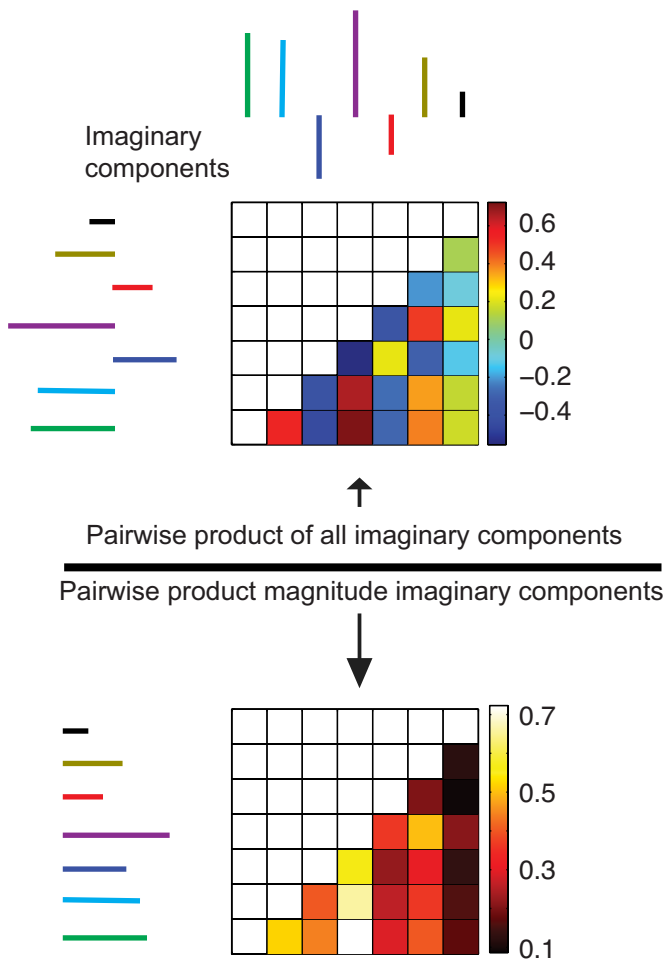 Imaginary
components
0.6
0.4
0.2
0
−0.2
−0.4
Pairwise product of all imaginary components
Pairwise product magnitude imaginary components
0.7
0.5
0.3
0.1